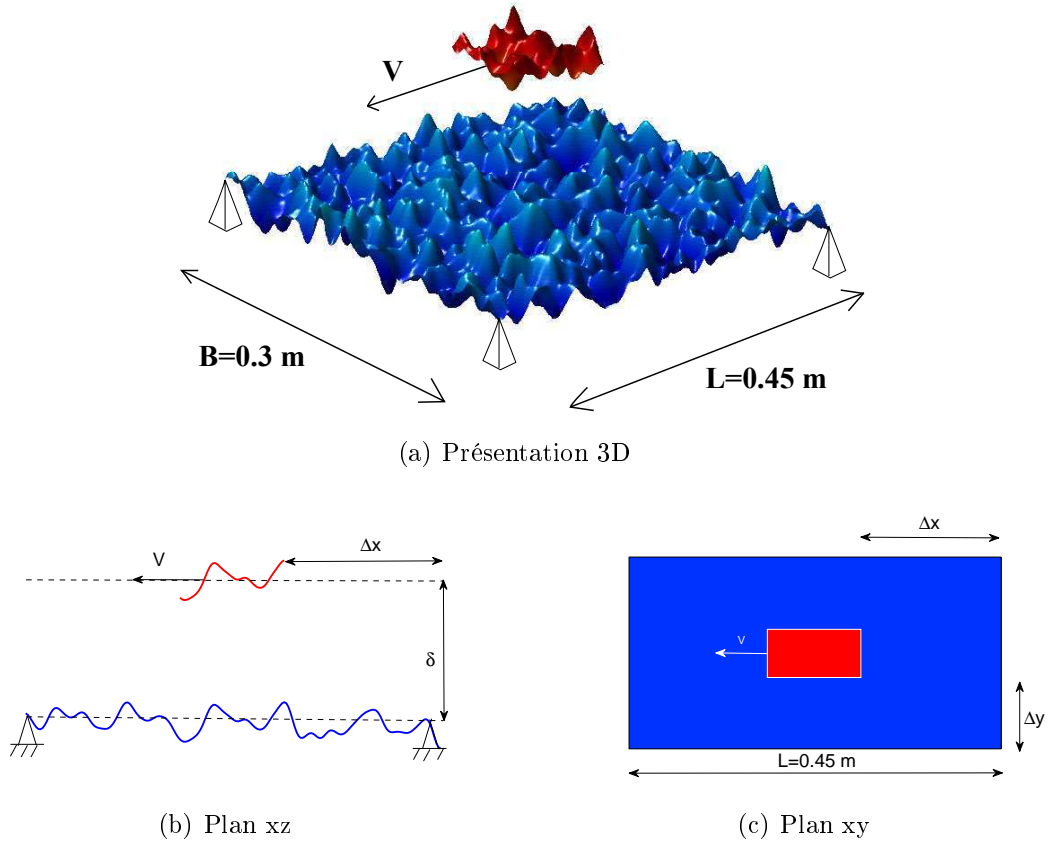 V
B=0.3 m
L=0.45 m
(a) Présentation 3D
V
Δx
δ
Δx
v
Δy
L=0.45 m
(b) Plan xz
(c) Plan xy